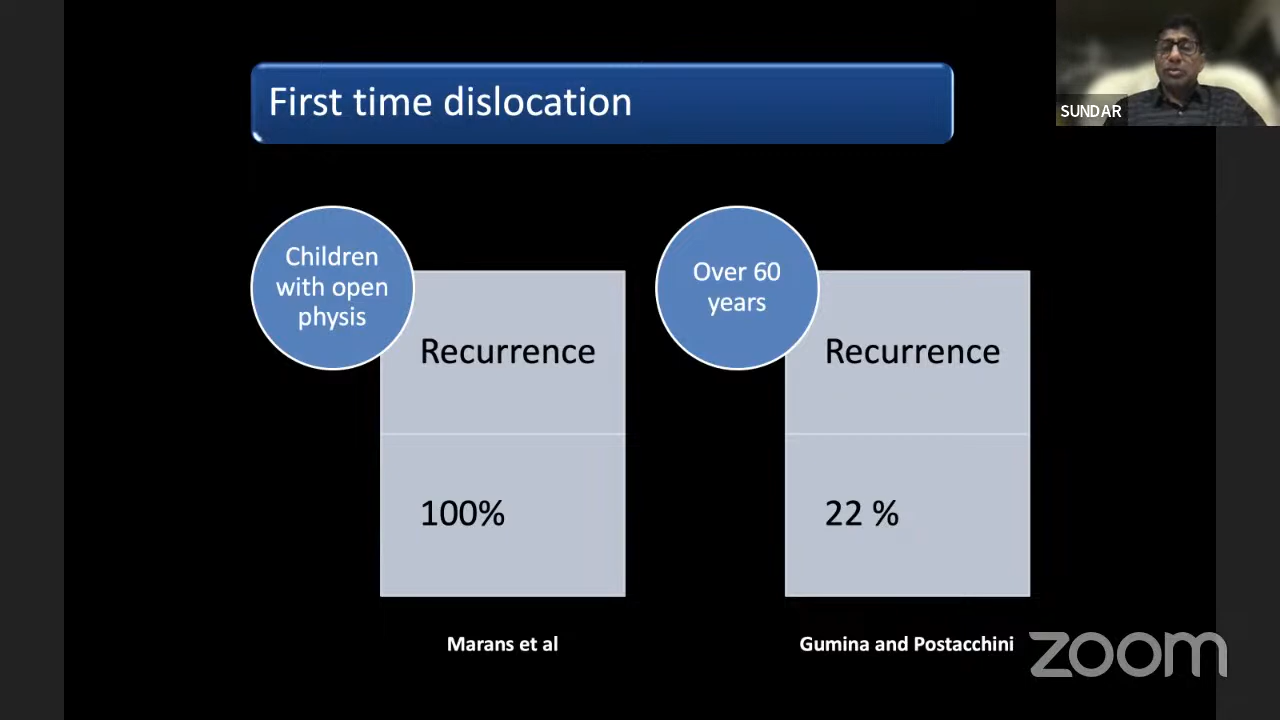 First time dislocation
SUNDAR
Children
with open
physis
Recurrence
100%
Marans et al
Over 60
years
Recurrence
22 %
Gumina and Postacchini
zoom